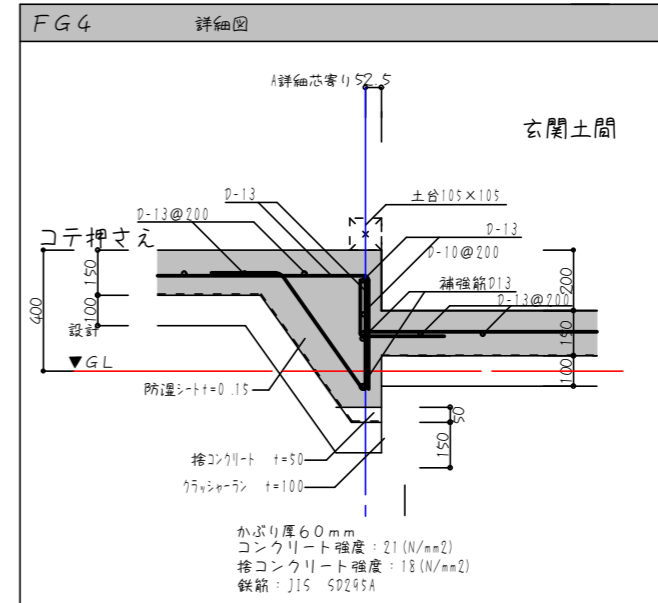 FG4 詳細図
A詳細芯寄り52.5
玄関土間
D-13
土台105×105
D-13@200
D-13
コテ押さえ
D-10@200
150
200
補強筋D13
400
D-13@200
100
設計
150
▼GL
100
防湿シートt=0.15
50
150
捨コンクリート t=50
クラッシャーラン t=100
かぶり厚60mm
コンクリート強度:21(N/mm2)
捨コンクリート強度:18(N/mm2)
鉄筋:JIS SD295A